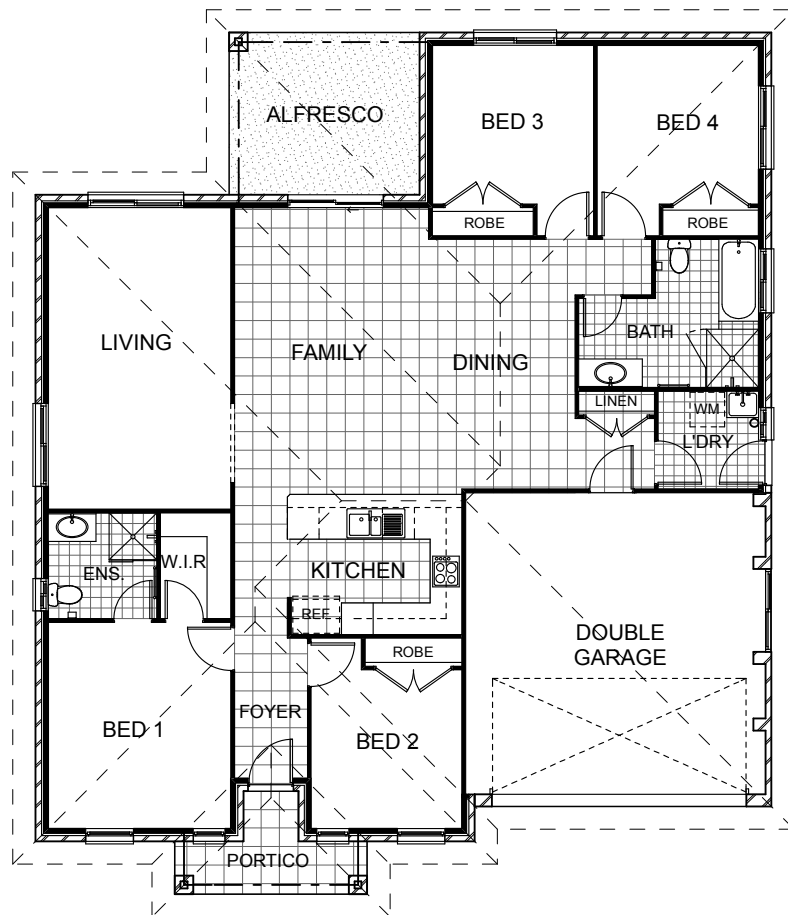 ALFRESCO
BED 3
BED 4
ROBE
ROBE
LIVING
FAMILY
DINING
BATH
LINEN
WM
L'DRY
ENS.
W.I.R
KITCHEN
REF
ROBE
DOUBLE
GARAGE
FOYER
BED 1
BED 2
PORTICO